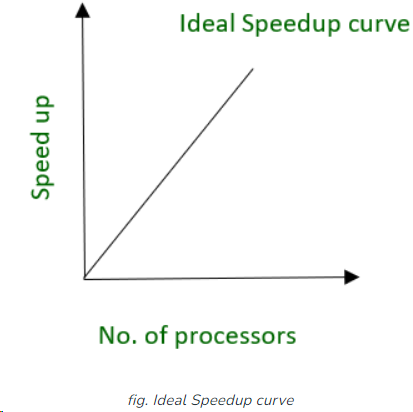 Ideal Speedup curve
Speed up
No. of processors
fig. Ideal Speedup curve